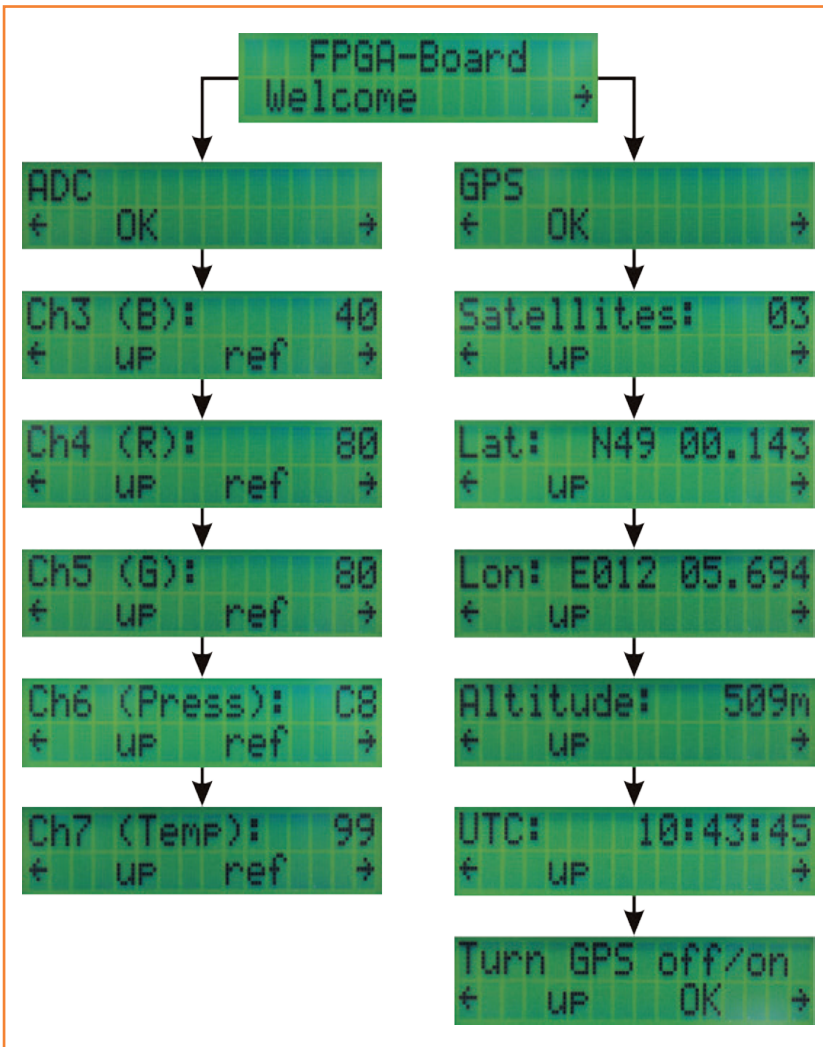 FPGA-Board
Welcome →
ADC
← OK →
Ch3 (B): 40
← up ref →
Ch4 (R): 80
← up ref →
Ch5 (G): 80
← up ref →
Ch6 (Press): C8
← up ref →
Ch7 (Temp): 99
← up ref →
GPS
← OK →
Satellites: 03
← up →
Lat: N49 00.143
← up →
Lon: E012 05.694
← up →
Altitude: 509m
← up →
UTC: 10:43:45
← up →
Turn GPS off/on
← up OK →